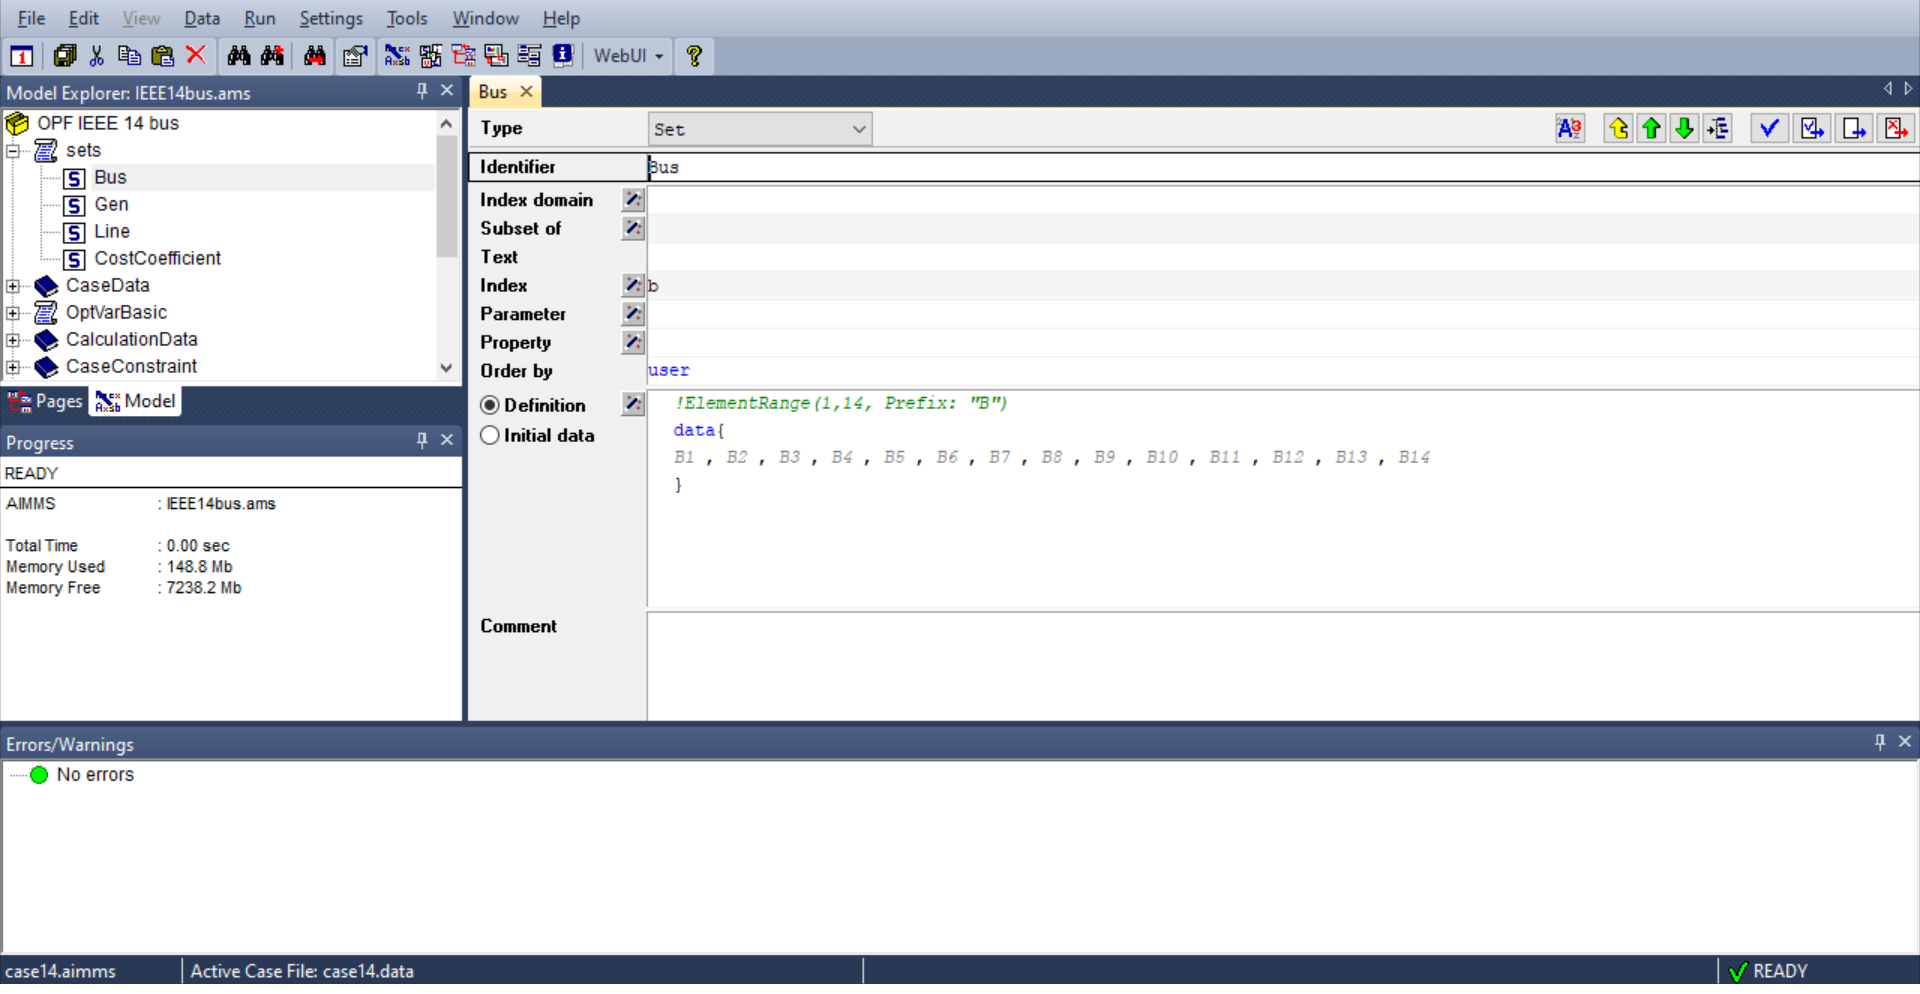 File Edit View Data Run Settings Tools Window Help
WebUI
Model Explorer: IEEE14bus.ams
OPF IEEE 14 bus
sets
Bus
Gen
Line
CostCoefficient
CaseData
OptVarBasic
CalculationData
CaseConstraint
Pages Model
Progress
READY
AIMMS : IEEE14bus.ams
Total Time : 0.00 sec
Memory Used : 148.8 Mb
Memory Free : 7238.2 Mb
Bus
Type Set
Identifier Bus
Index domain
Subset of
Text
Index b
Parameter
Property
Order by user
Definition !ElementRange(1,14, Prefix: "B")
Initial data data{
B1 , B2 , B3 , B4 , B5 , B6 , B7 , B8 , B9 , B10 , B11 , B12 , B13 , B14
}
Comment
Errors/Warnings
No errors
case14.aimms Active Case File: case14.data READY